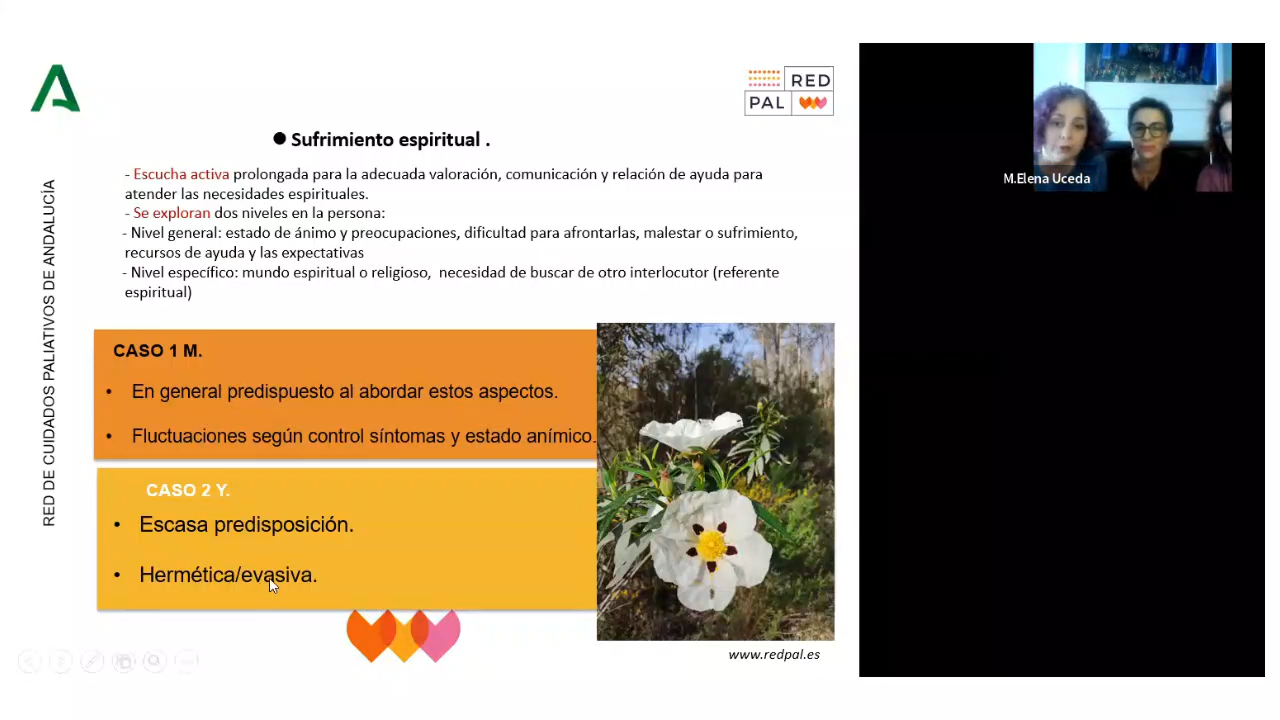 RED
PAL
RED DE CUIDADOS PALIATIVOS DE ANDALUCÍA
● Sufrimiento espiritual .
- Escucha activa prolongada para la adecuada valoración, comunicación y relación de ayuda para
atender las necesidades espirituales.
- Se exploran dos niveles en la persona:
- Nivel general: estado de ánimo y preocupaciones, dificultad para afrontarlas, malestar o sufrimiento,
recursos de ayuda y las expectativas
- Nivel específico: mundo espiritual o religioso, necesidad de buscar de otro interlocutor (referente
espiritual)
CASO 1 M.
• En general predispuesto al abordar estos aspectos.
• Fluctuaciones según control síntomas y estado anímico.
CASO 2 Y.
• Escasa predisposición.
• Hermética/evasiva.
www.redpal.es
M.Elena Uceda